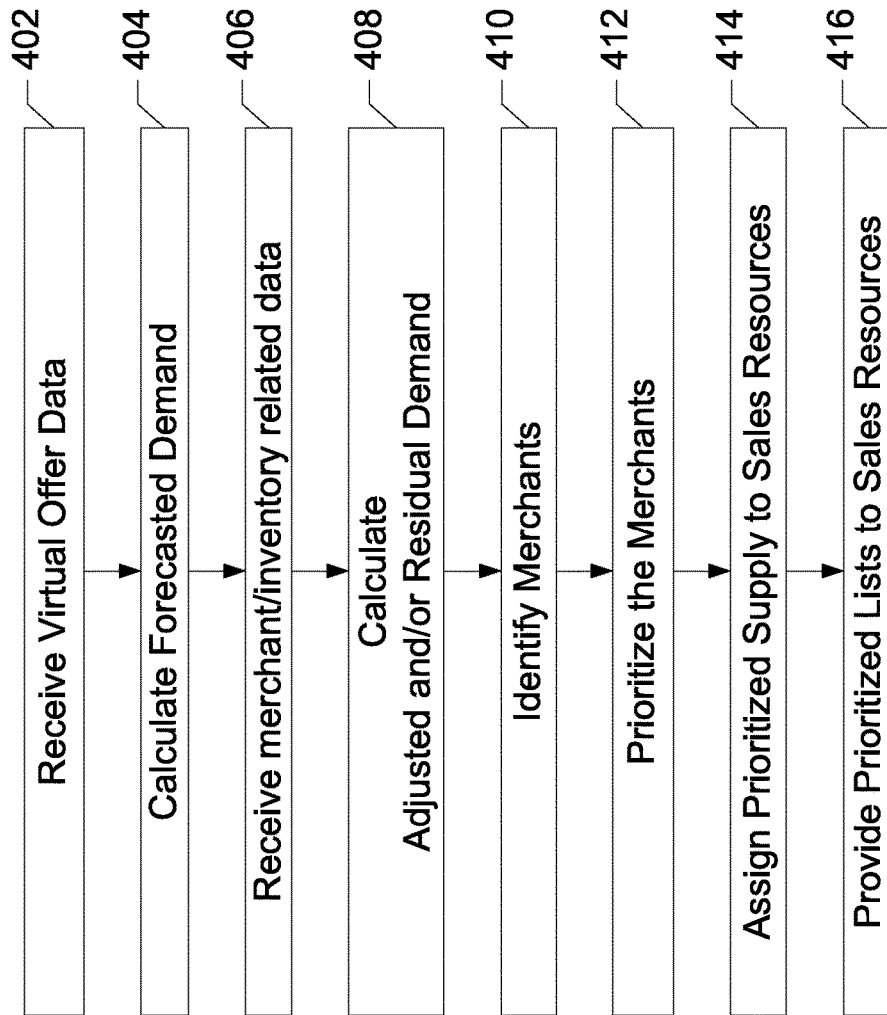 402
Receive Virtual Offer Data
404
Calculate Forecasted Demand
406
Receive merchant/inventory related data
408
Calculate
Adjusted and/or Residual Demand
410
Identify Merchants
412
Prioritize the Merchants
414
Assign Prioritized Supply to Sales Resources
416
Provide Prioritized Lists to Sales Resources